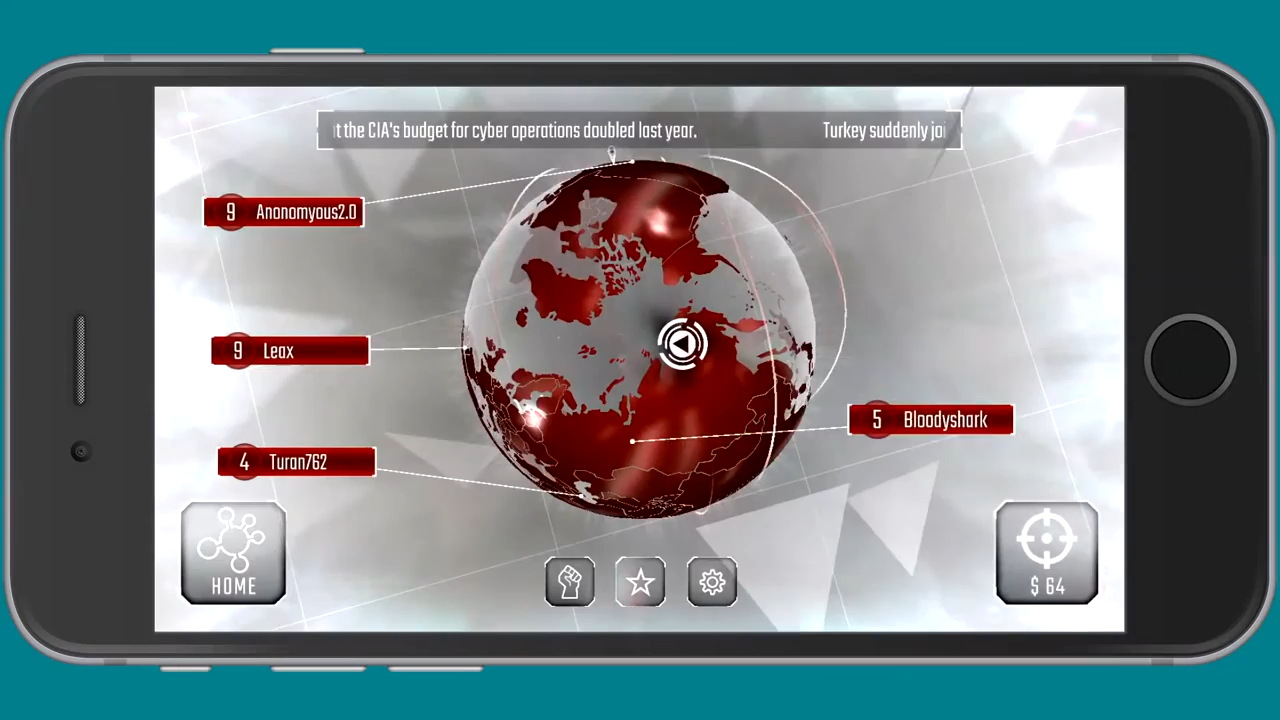 t the CIA's budget for cyber operations doubled last year. Turkey suddenly joi
9 Anonomyous2.0
9 Leax
5 Bloodyshark
4 Turan762
HOME
$ 64